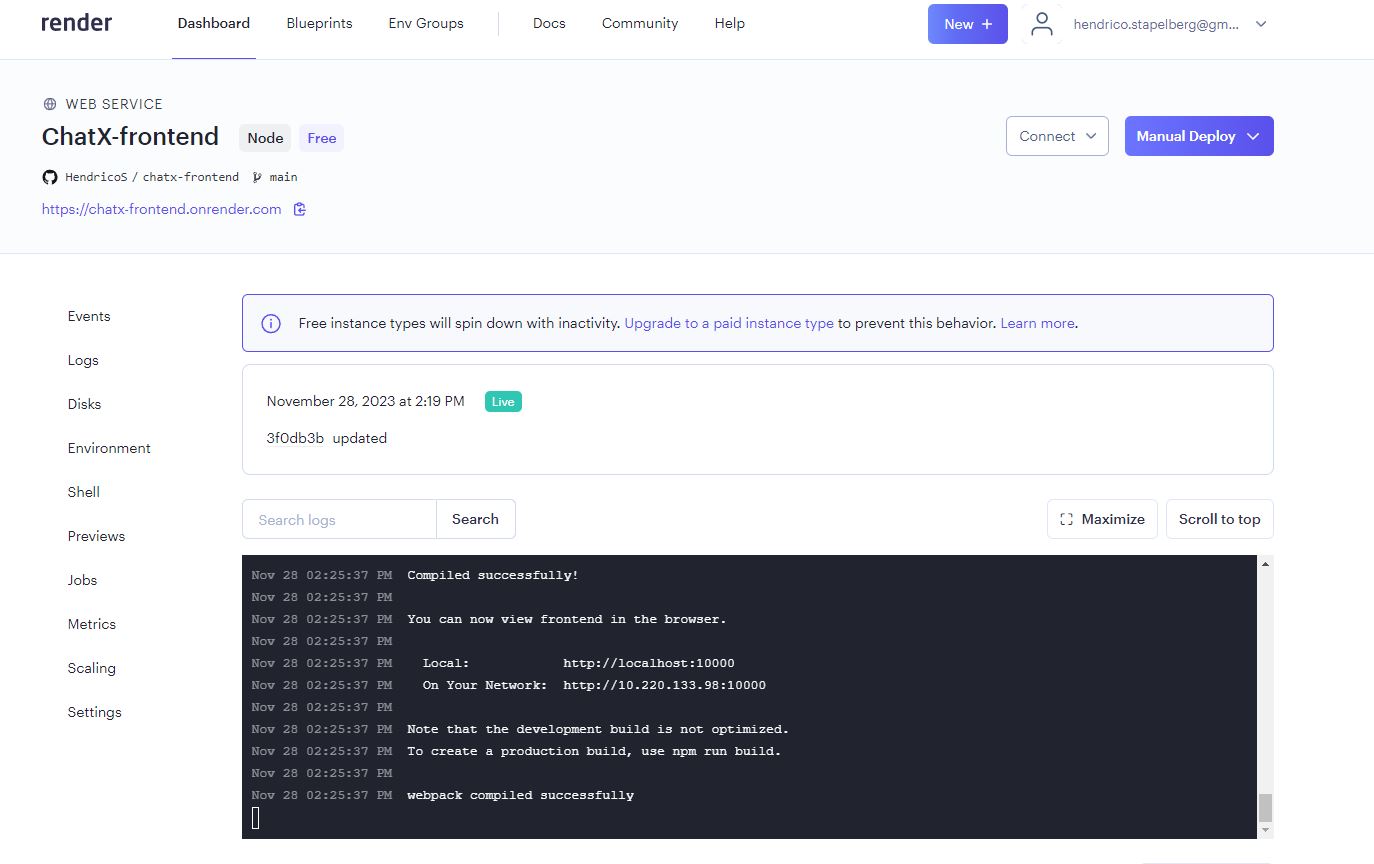 render Dashboard Blueprints Env Groups Docs Community Help New + hendrico.stapelberg@gm...
WEB SERVICE
ChatX-frontend Node Free Connect Manual Deploy
HendricoS / chatx-frontend main
https://chatx-frontend.onrender.com
Events
Logs
Disks
Environment
Shell
Previews
Jobs
Metrics
Scaling
Settings
Free instance types will spin down with inactivity. Upgrade to a paid instance type to prevent this behavior. Learn more.
November 28, 2023 at 2:19 PM Live
3f0db3b updated
Search logs Search Maximize Scroll to top
Nov 28 02:25:37 PM Compiled successfully!
Nov 28 02:25:37 PM
Nov 28 02:25:37 PM You can now view frontend in the browser.
Nov 28 02:25:37 PM
Nov 28 02:25:37 PM Local: http://localhost:10000
Nov 28 02:25:37 PM On Your Network: http://10.220.133.98:10000
Nov 28 02:25:37 PM
Nov 28 02:25:37 PM Note that the development build is not optimized.
Nov 28 02:25:37 PM To create a production build, use npm run build.
Nov 28 02:25:37 PM
Nov 28 02:25:37 PM webpack compiled successfully